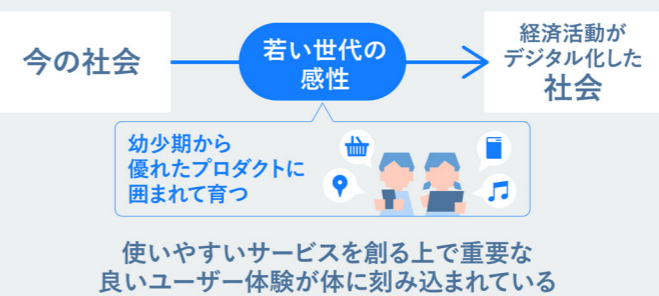 今の社会
若い世代の
感性
経済活動が
デジタル化した
社会
幼少期から
優れたプロダクトに
囲まれて育つ
使いやすいサービスを創る上で重要な
良いユーザー体験が体に刻み込まれている